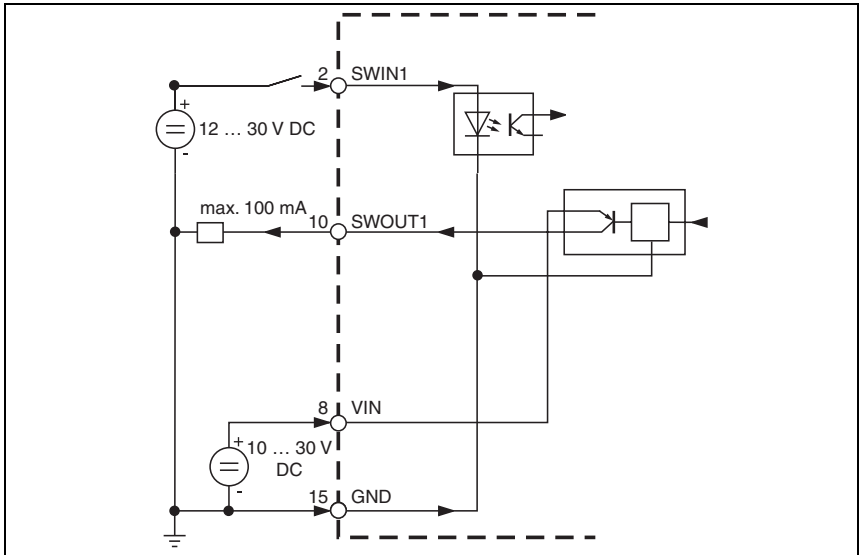 2 SWIN1
+
12 … 30 V DC
-
max. 100 mA
10 SWOUT1
8 VIN
+
10 … 30 V
DC
-
15 GND